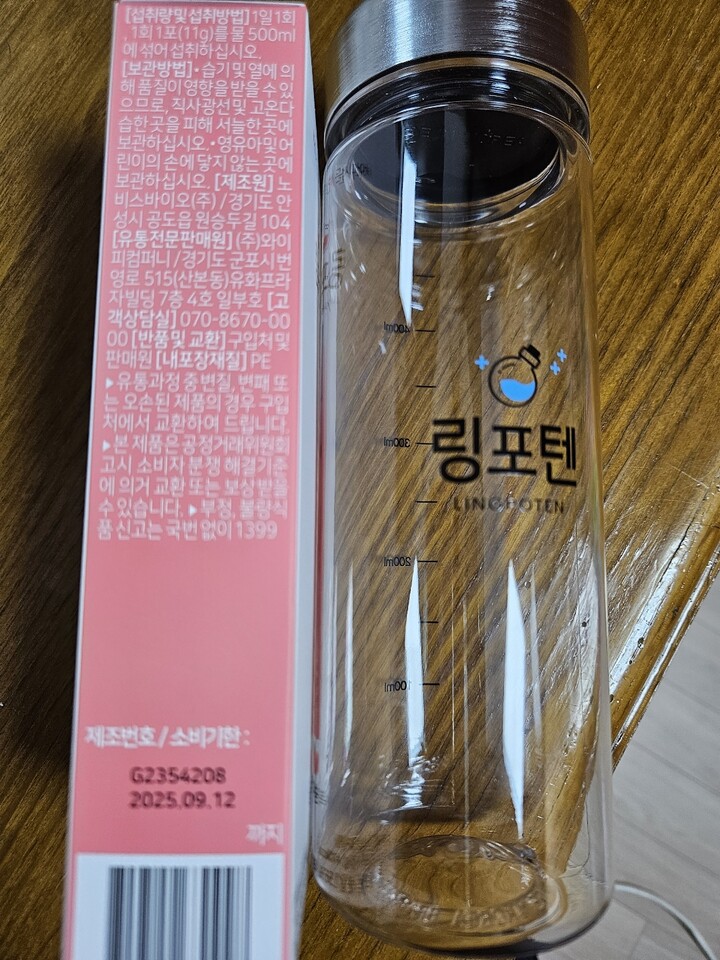 [섭취량 및 섭취방법] 1일 1회
, 1회 1포(11g)를 물 500ml
에 섞어 섭취하십시오.
[보관방법]•습기 및 열에 의
해 품질이 영향을 받을 수 있
으므로, 직사광선 및 고온다
습한 곳을 피해 서늘한 곳에
보관하십시오.•영유아 및 어
린이의 손에 닿지 않는 곳에
보관하십시오. [제조원] 노
비스바이오(주) / 경기도 안
성시 공도읍 원승두길 104
[유통전문판매원] (주)와이
피컴퍼니 / 경기도 군포시 번
영로 515(산본동)유화프라
자빌딩 7층 4호 일부호 [고
객상담실] 070-8670-00
00 [반품 및 교환] 구입처 및
판매원 [내포장재질] PE
▶유통과정 중 변질, 변패 또
는 오손된 제품의 경우 구입
처에서 교환하여 드립니다.
▶본 제품은 공정거래위원회
고시 소비자 분쟁 해결기준
에 의거 교환 또는 보상받을
수 있습니다. ▶부정, 불량식
품 신고는 국번 없이 1399
제조번호 / 소비기한 :
G2354208
2025.09.12
까지
400ml
300ml
200ml
100ml
링포텐
LINGPOTEN